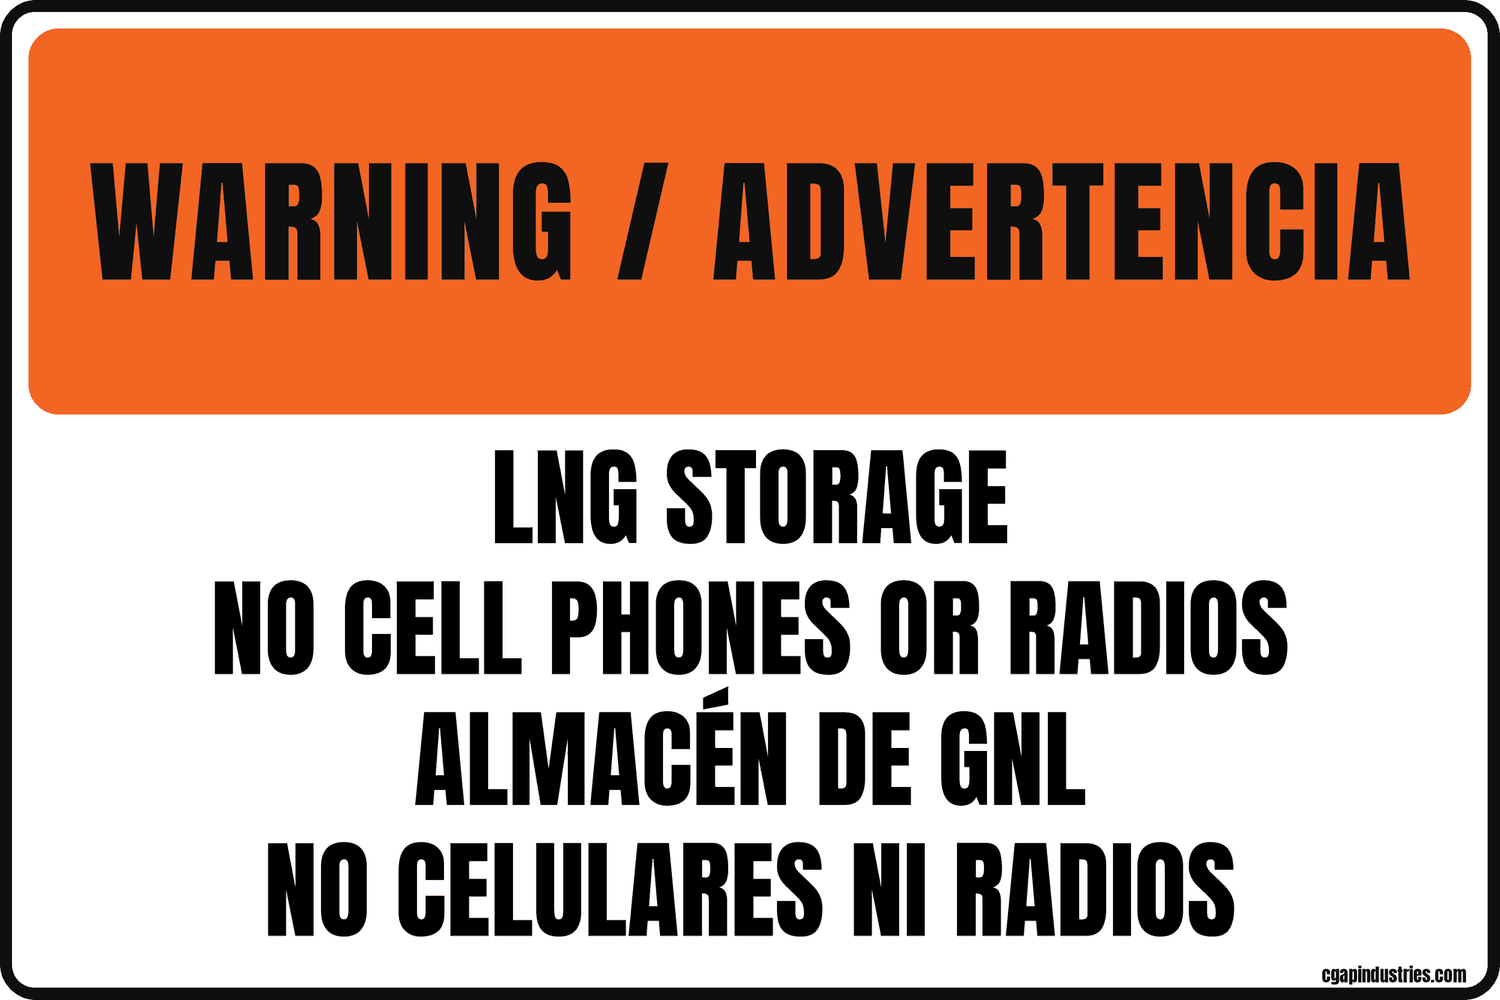 WARNING / ADVERTENCIA
LNG STORAGE
NO CELL PHONES OR RADIOS
ALMACÉN DE GNL
NO CELULARES NI RADIOS
cgapindustries.com